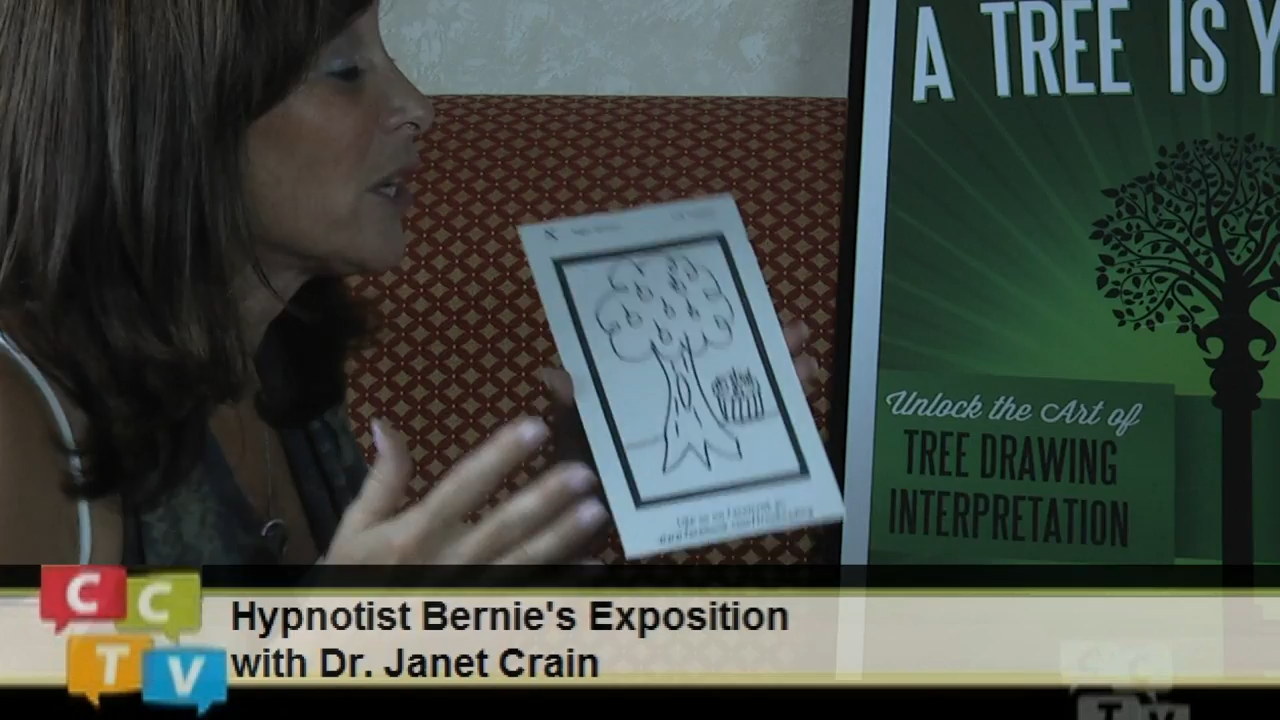 A TREE IS Y
Unlock the Art of
TREE DRAWING
INTERPRETATION
C C
T V
Hypnotist Bernie's Exposition
with Dr. Janet Crain
C C
T V